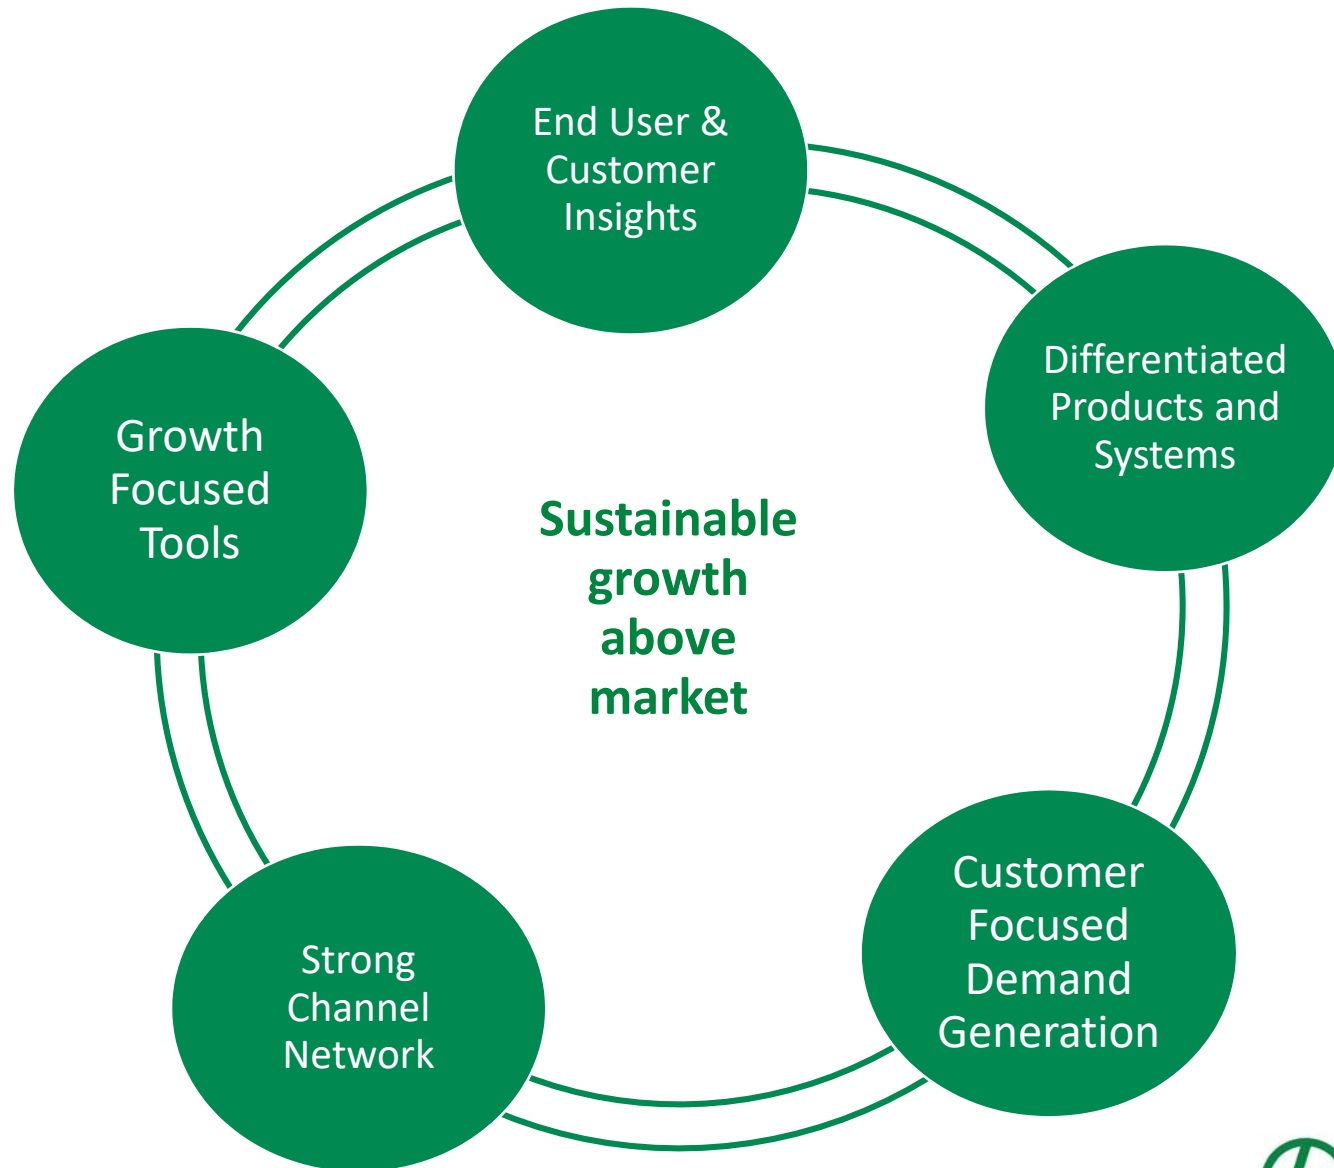 End User &
Customer
Insights
Differentiated
Products and
Systems
Growth
Focused
Tools
Sustainable
growth
above
market
Customer
Focused
Demand
Generation
Strong
Channel
Network